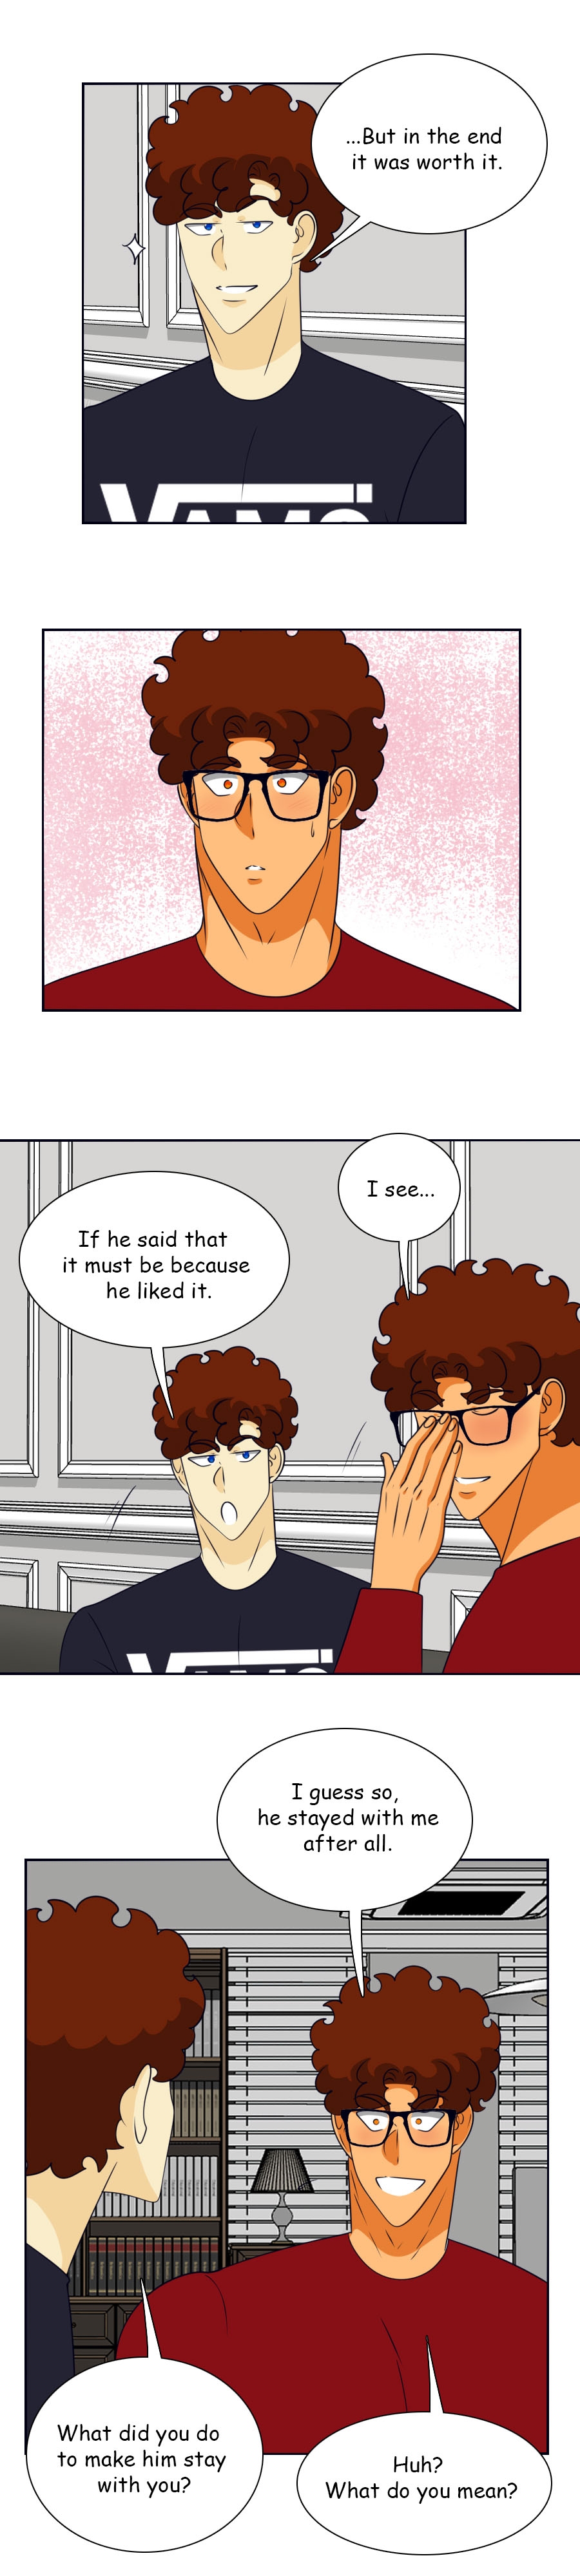 ...But in the end
it was worth it.
VAMS
I see...
If he said that
it must be because
he liked it.
VAMS
I guess so,
he stayed with me
after all.
What did you do
to make him stay
with you?
Huh?
What do you mean?